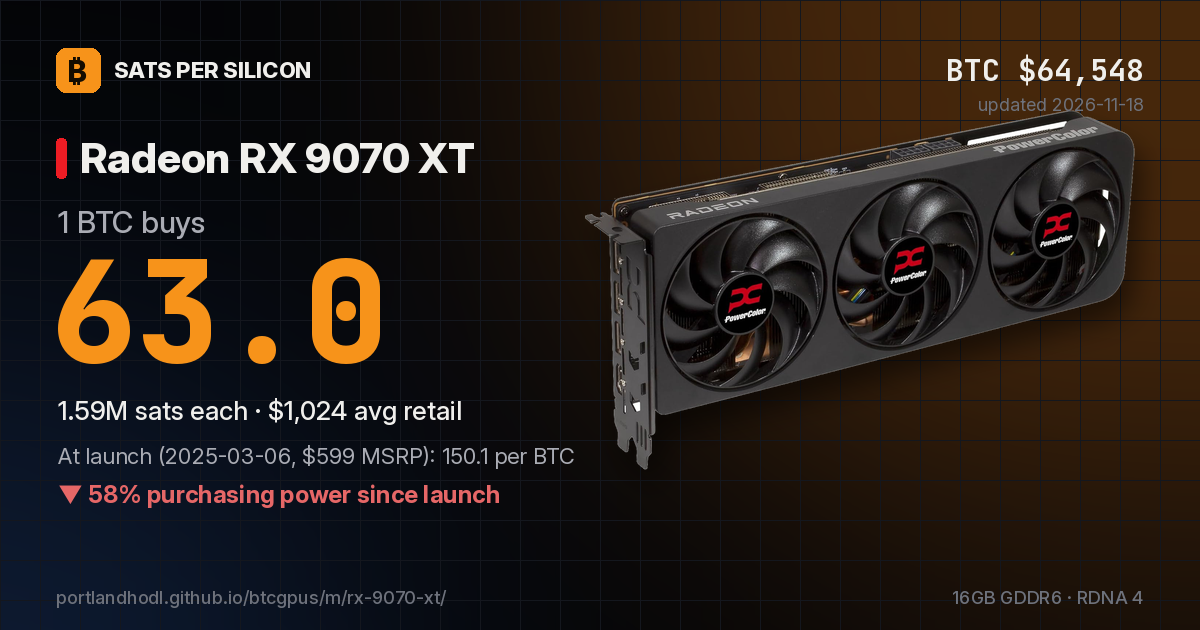 SATS PER SILICON
BTC $64,548
updated 2026-11-18
Radeon RX 9070 XT
1 BTC buys
63.0
1.59M sats each · $1,024 avg retail
At launch (2025-03-06, $599 MSRP): 150.1 per BTC
▼ 58% purchasing power since launch
RADEON
PowerColor
PowerColor
PowerColor
PowerColor
portlandhodl.github.io/btcgpus/m/rx-9070-xt/
16GB GDDR6 · RDNA 4